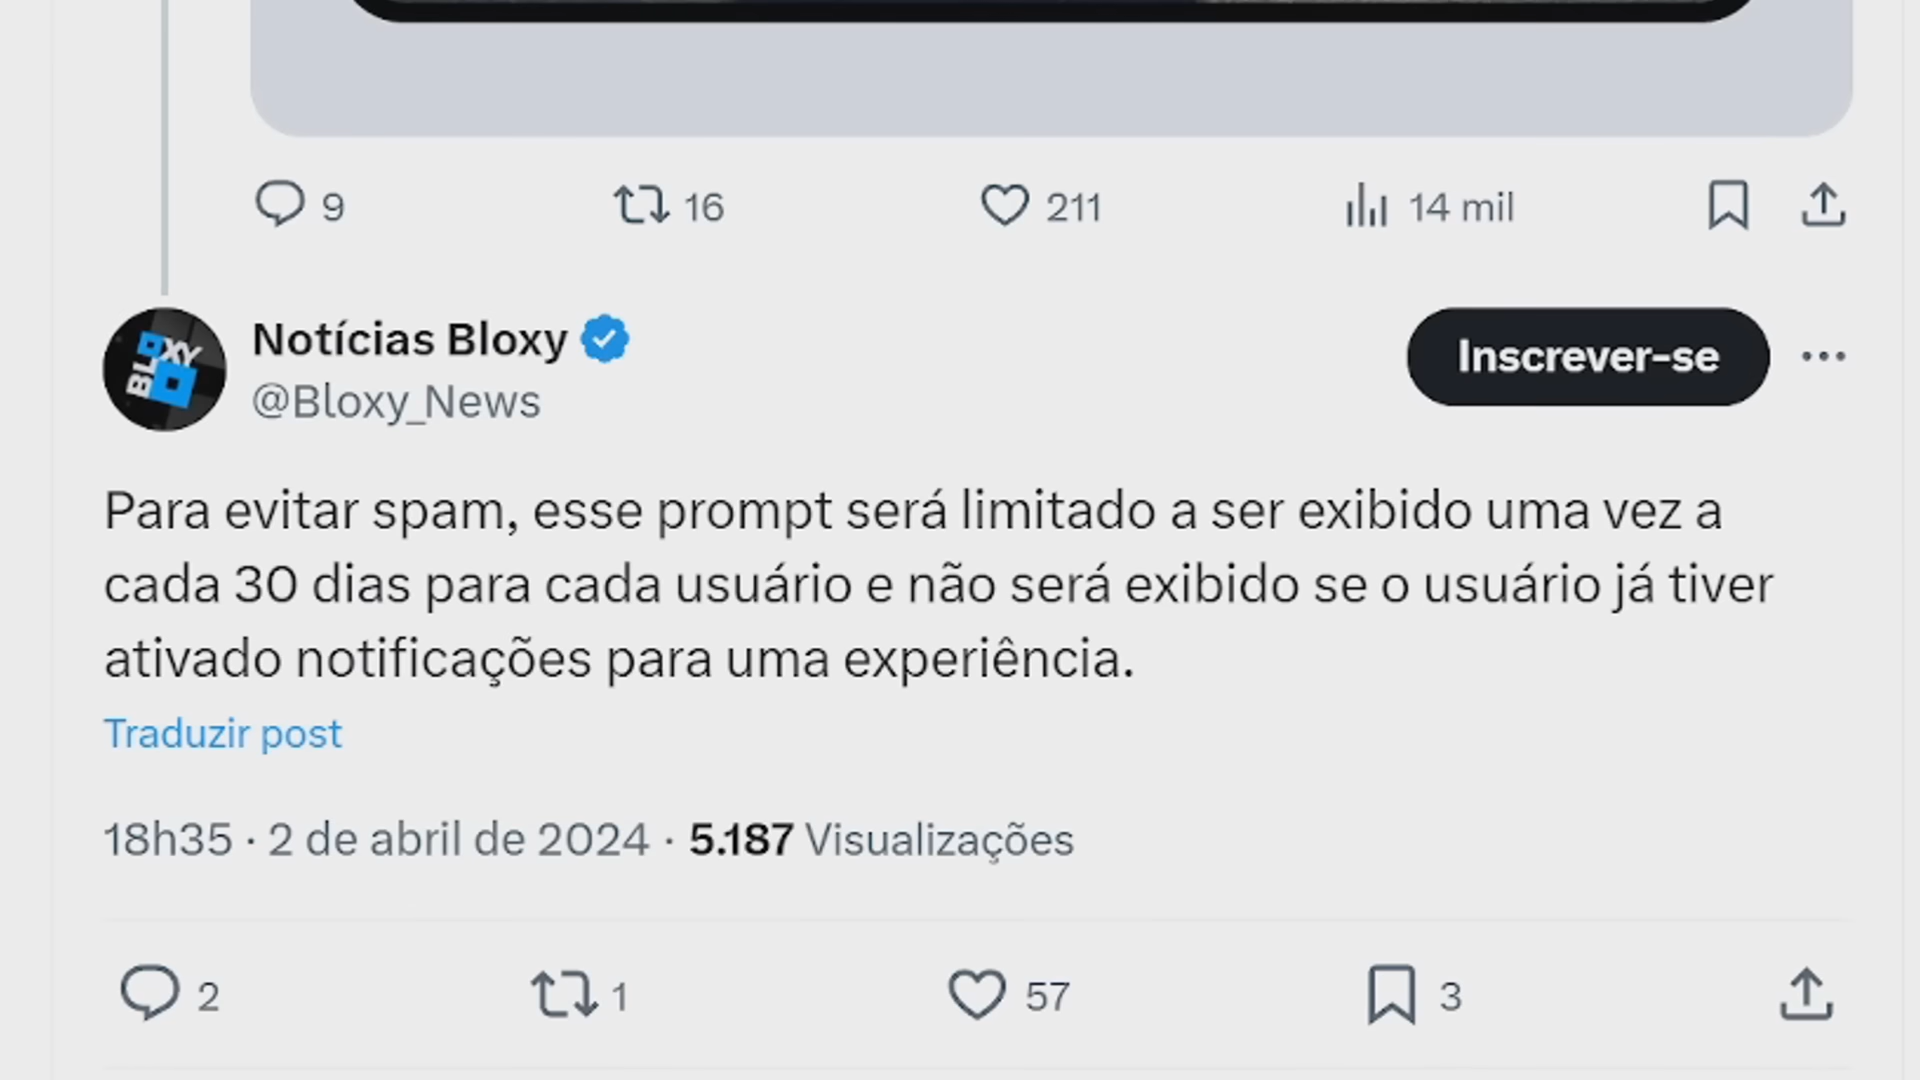 9 16 211 14 mil
BLOXY
Notícias Bloxy
Inscrever-se
@Bloxy_News
Para evitar spam, esse prompt será limitado a ser exibido uma vez a
cada 30 dias para cada usuário e não será exibido se o usuário já tiver
ativado notificações para uma experiência.
Traduzir post
18h35 · 2 de abril de 2024 · 5.187 Visualizações
2 1 57 3